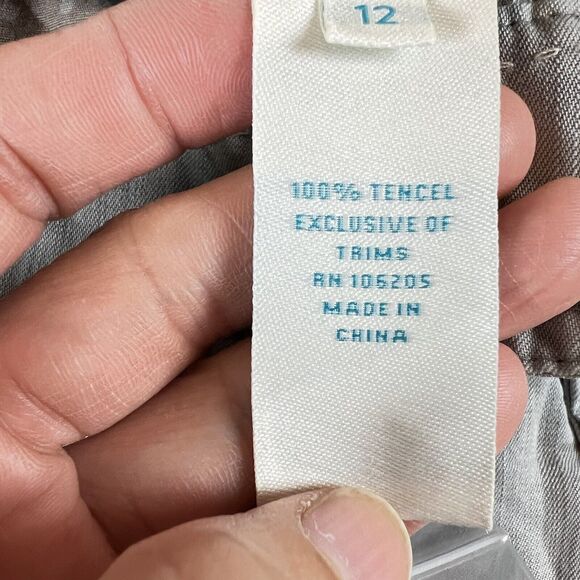 12
100% TENCEL
EXCLUSIVE OF
TRIMS
RN 106205
MADE IN
CHINA